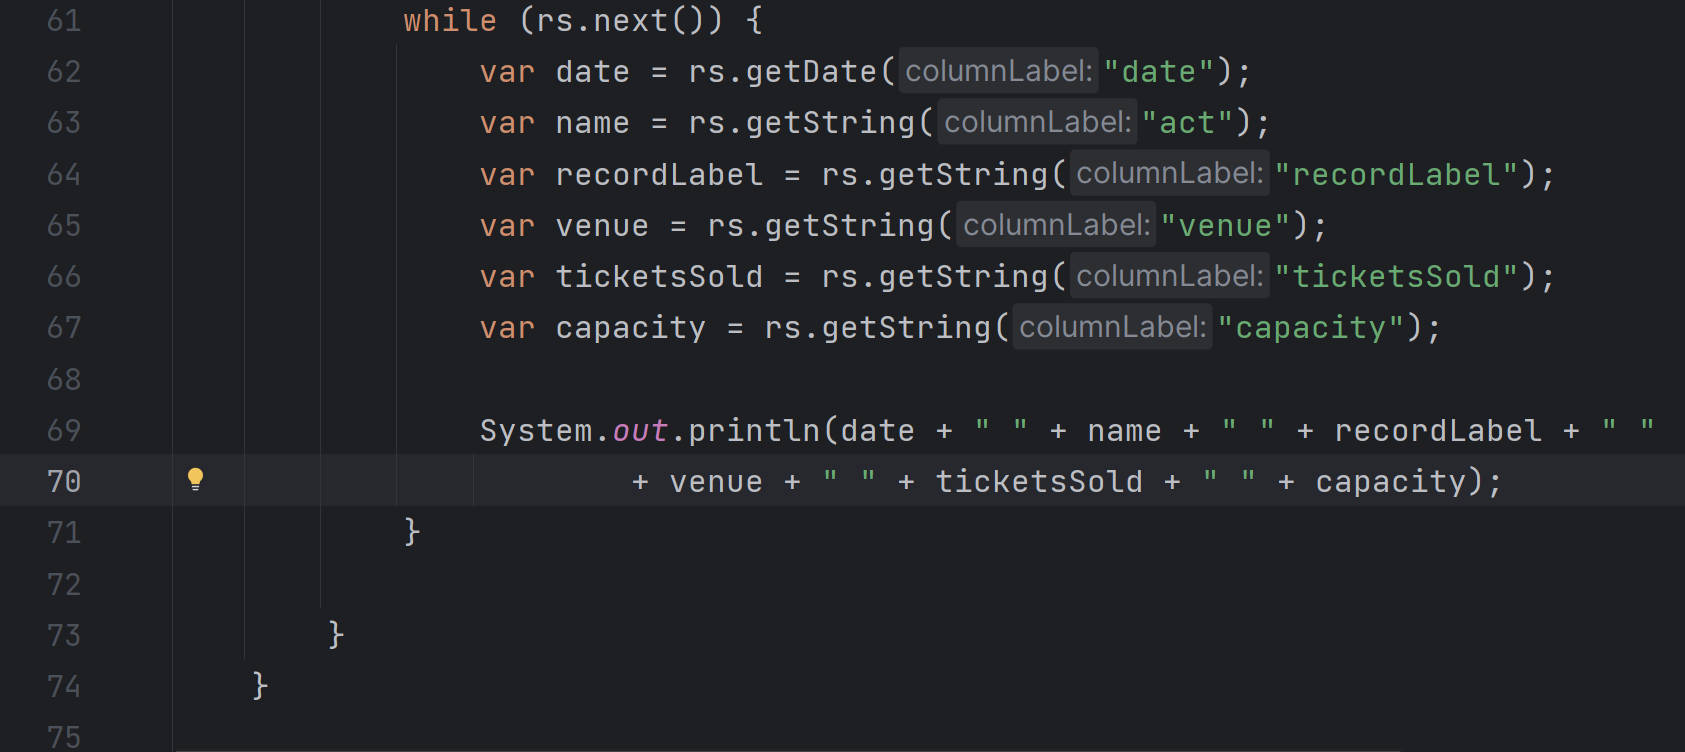 61 while (rs.next()) {
62 var date = rs.getDate( columnLabel: "date");
63 var name = rs.getString( columnLabel: "act");
64 var recordLabel = rs.getString( columnLabel: "recordLabel");
65 var venue = rs.getString( columnLabel: "venue");
66 var ticketsSold = rs.getString( columnLabel: "ticketsSold");
67 var capacity = rs.getString( columnLabel: "capacity");
68
69 System.out.println(date + " " + name + " " + recordLabel + " "
70 + venue + " " + ticketsSold + " " + capacity);
71 }
72
73 }
74 }
75